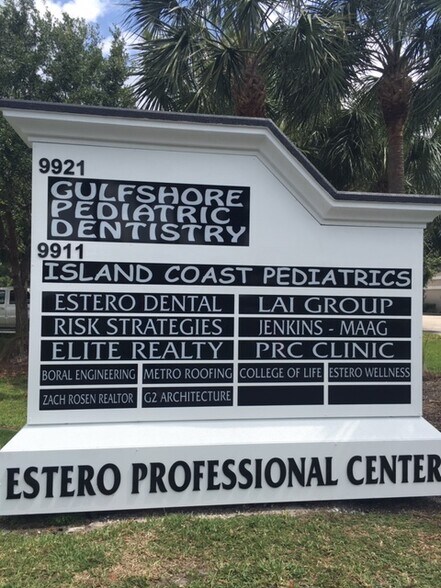 9921
GULFSHORE
PEDIATRIC
DENTISTRY
9911
ISLAND COAST PEDIATRICS
ESTERO DENTAL LAI GROUP
RISK STRATEGIES JENKINS - MAAG
ELITE REALTY PRC CLINIC
BORAL ENGINEERING METRO ROOFING COLLEGE OF LIFE ESTERO WELLNESS
ZACH ROSEN REALTOR G2 ARCHITECTURE
ESTERO PROFESSIONAL CENTER